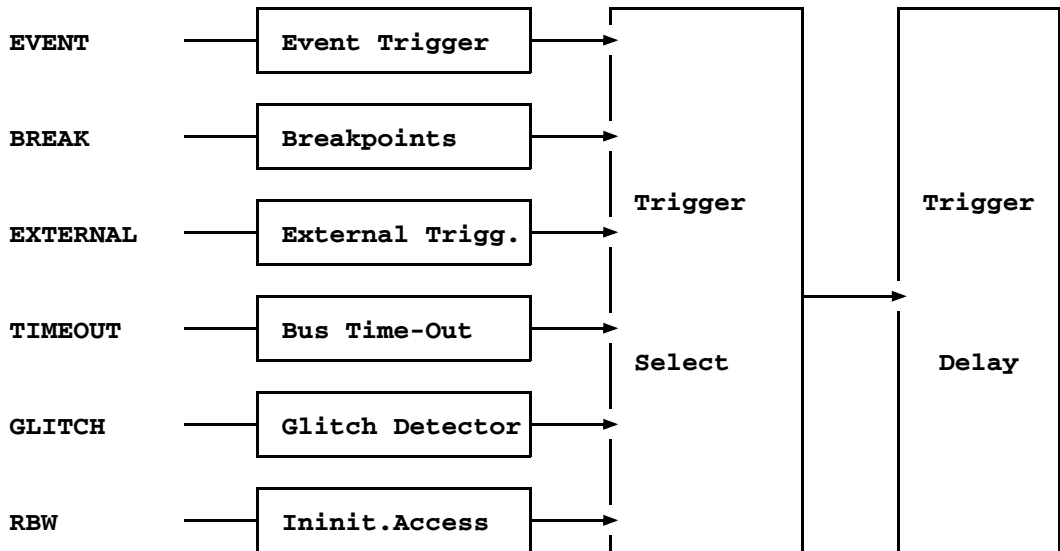 EVENT Event Trigger
BREAK Breakpoints
Trigger Trigger
EXTERNAL External Trigg.
TIMEOUT Bus Time-Out
Select Delay
GLITCH Glitch Detector
RBW Ininit.Access